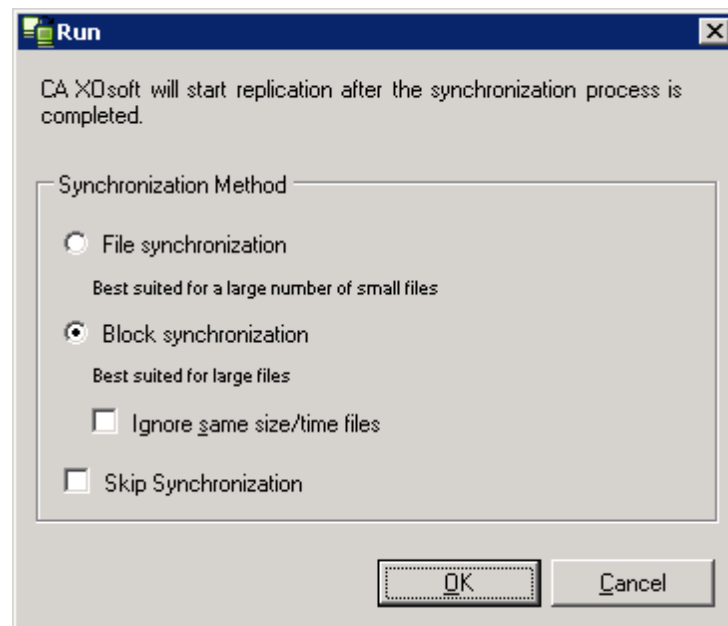 Run
CA XOsoft will start replication after the synchronization process is
completed.
Synchronization Method
File synchronization
Best suited for a large number of small files
Block synchronization
Best suited for large files
Ignore same size/time files
Skip Synchronization
OK
Cancel